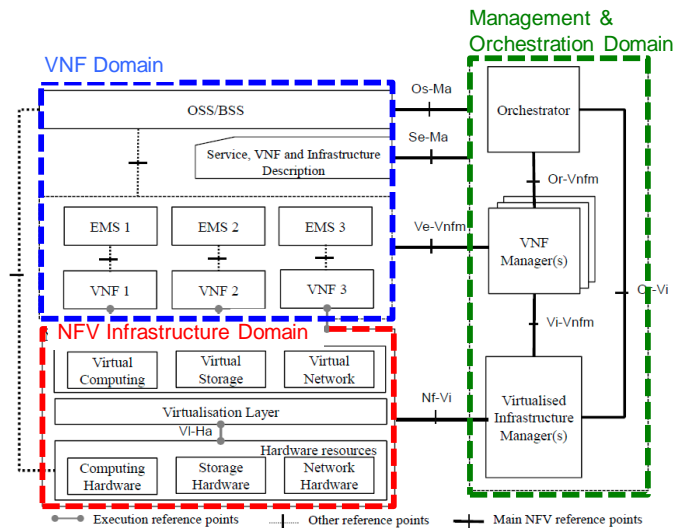 Management &
Orchestration Domain
VNF Domain
OSS/BSS
Os-Ma
Orchestrator
Se-Ma
Service, VNF and Infrastructure
Description
Or-Vnfm
EMS 1
EMS 2
EMS 3
Ve-Vnfm
VNF
Manager(s)
VNF 1
VNF 2
VNF 3
Or-Vi
NFV Infrastructure Domain
Vi-Vnfm
Virtual
Computing
Virtual
Storage
Virtual
Network
Virtualisation Layer
Nf-Vi
Virtualised
Infrastructure
Manager(s)
Vl-Ha
Hardware resources
Computing
Hardware
Storage
Hardware
Network
Hardware
Execution reference points
Other reference points
Main NFV reference points